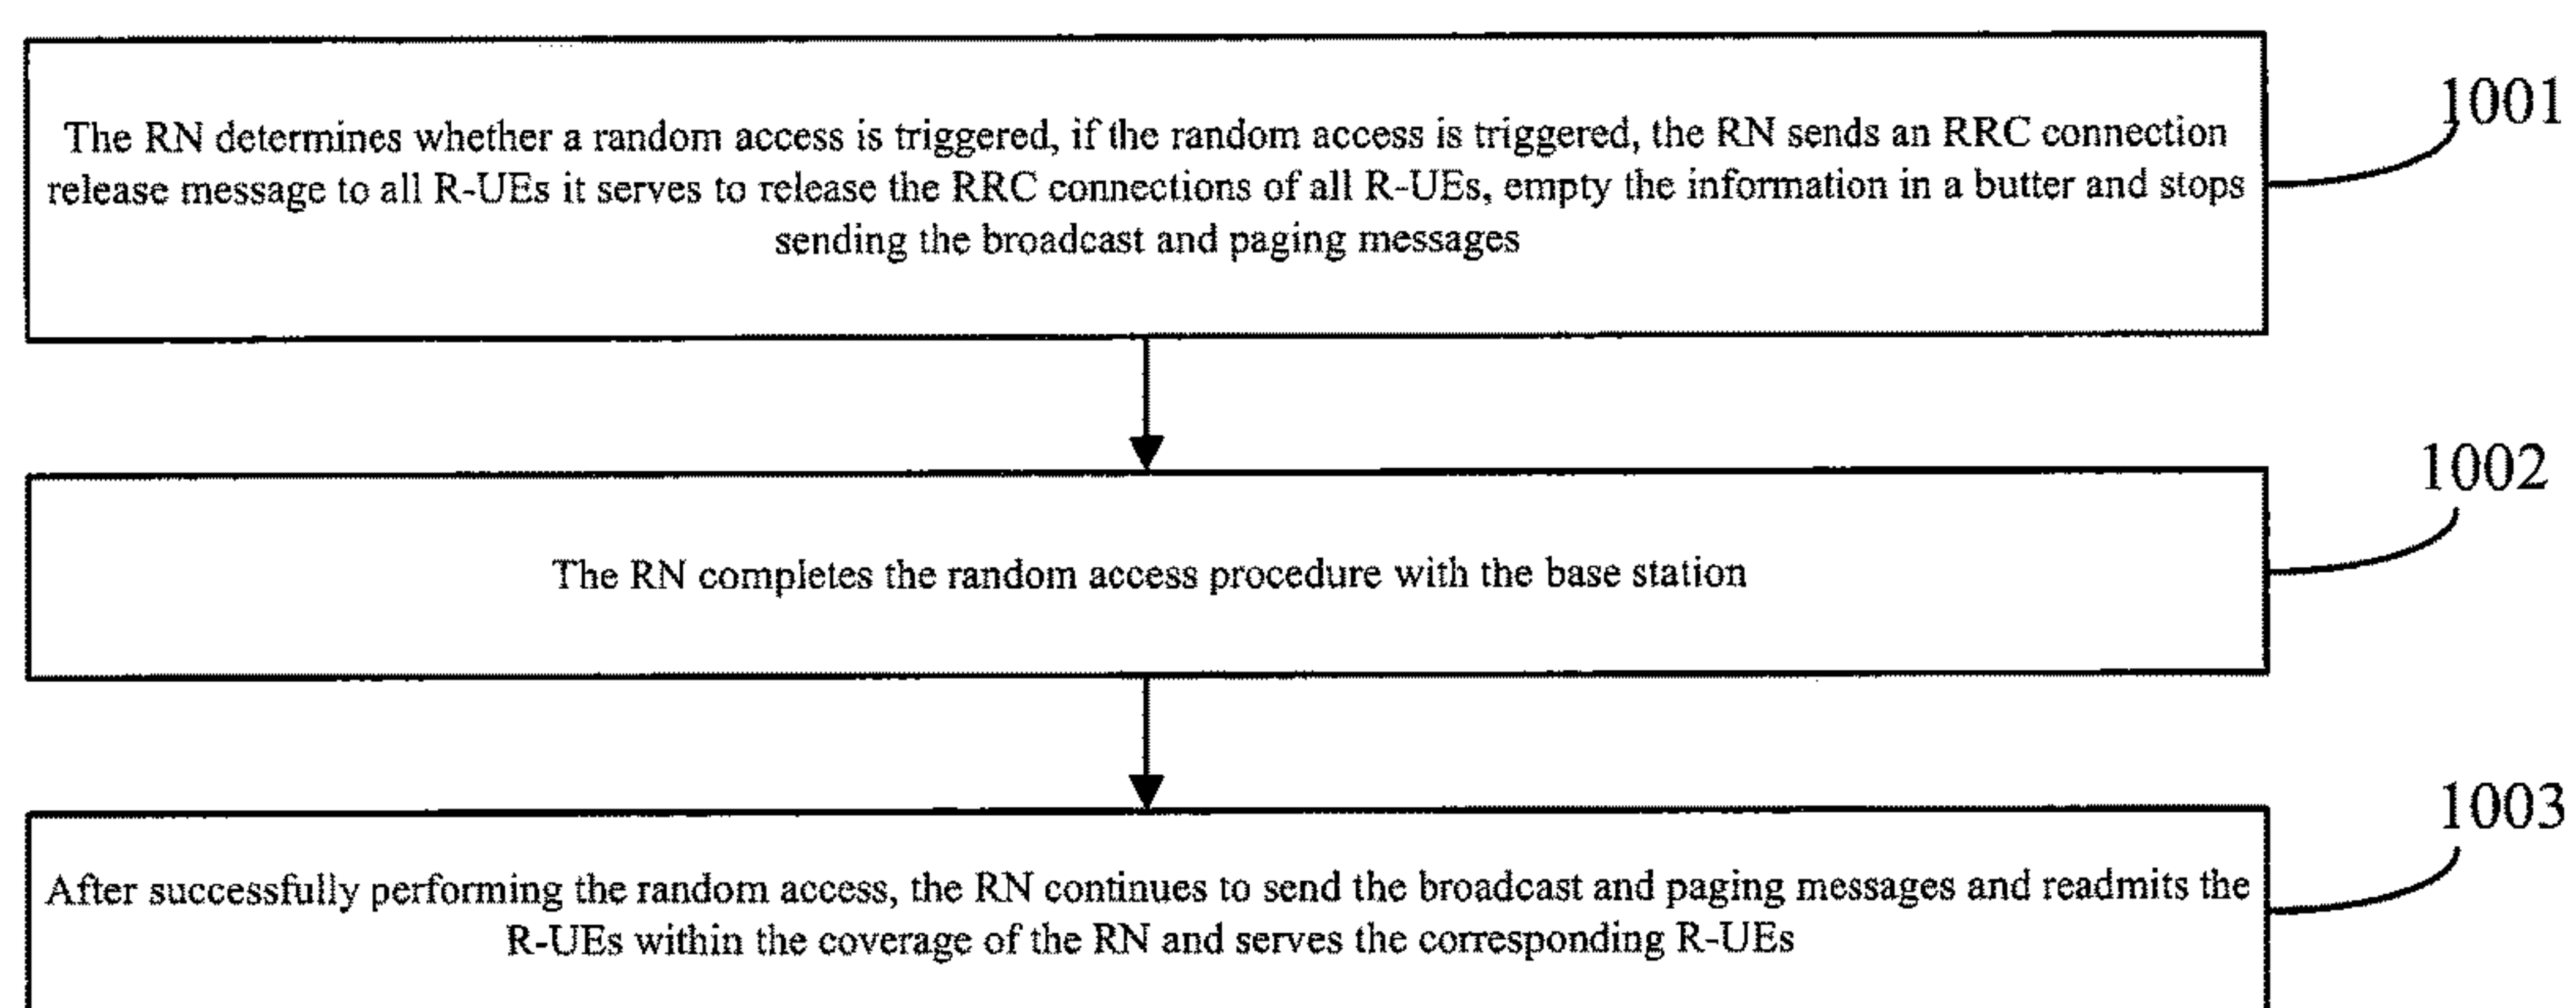 The RN determines whether a random access is triggered, if the random access is triggered, the RN sends an RRC connection
release message to all R-UEs it serves to release the RRC connections of all R-UEs, empty the information in a butter and stops
sending the broadcast and paging messages
1001
The RN completes the random access procedure with the base station
1002
After successfully performing the random access, the RN continues to send the broadcast and paging messages and readmits the
R-UEs within the coverage of the RN and serves the corresponding R-UEs
1003